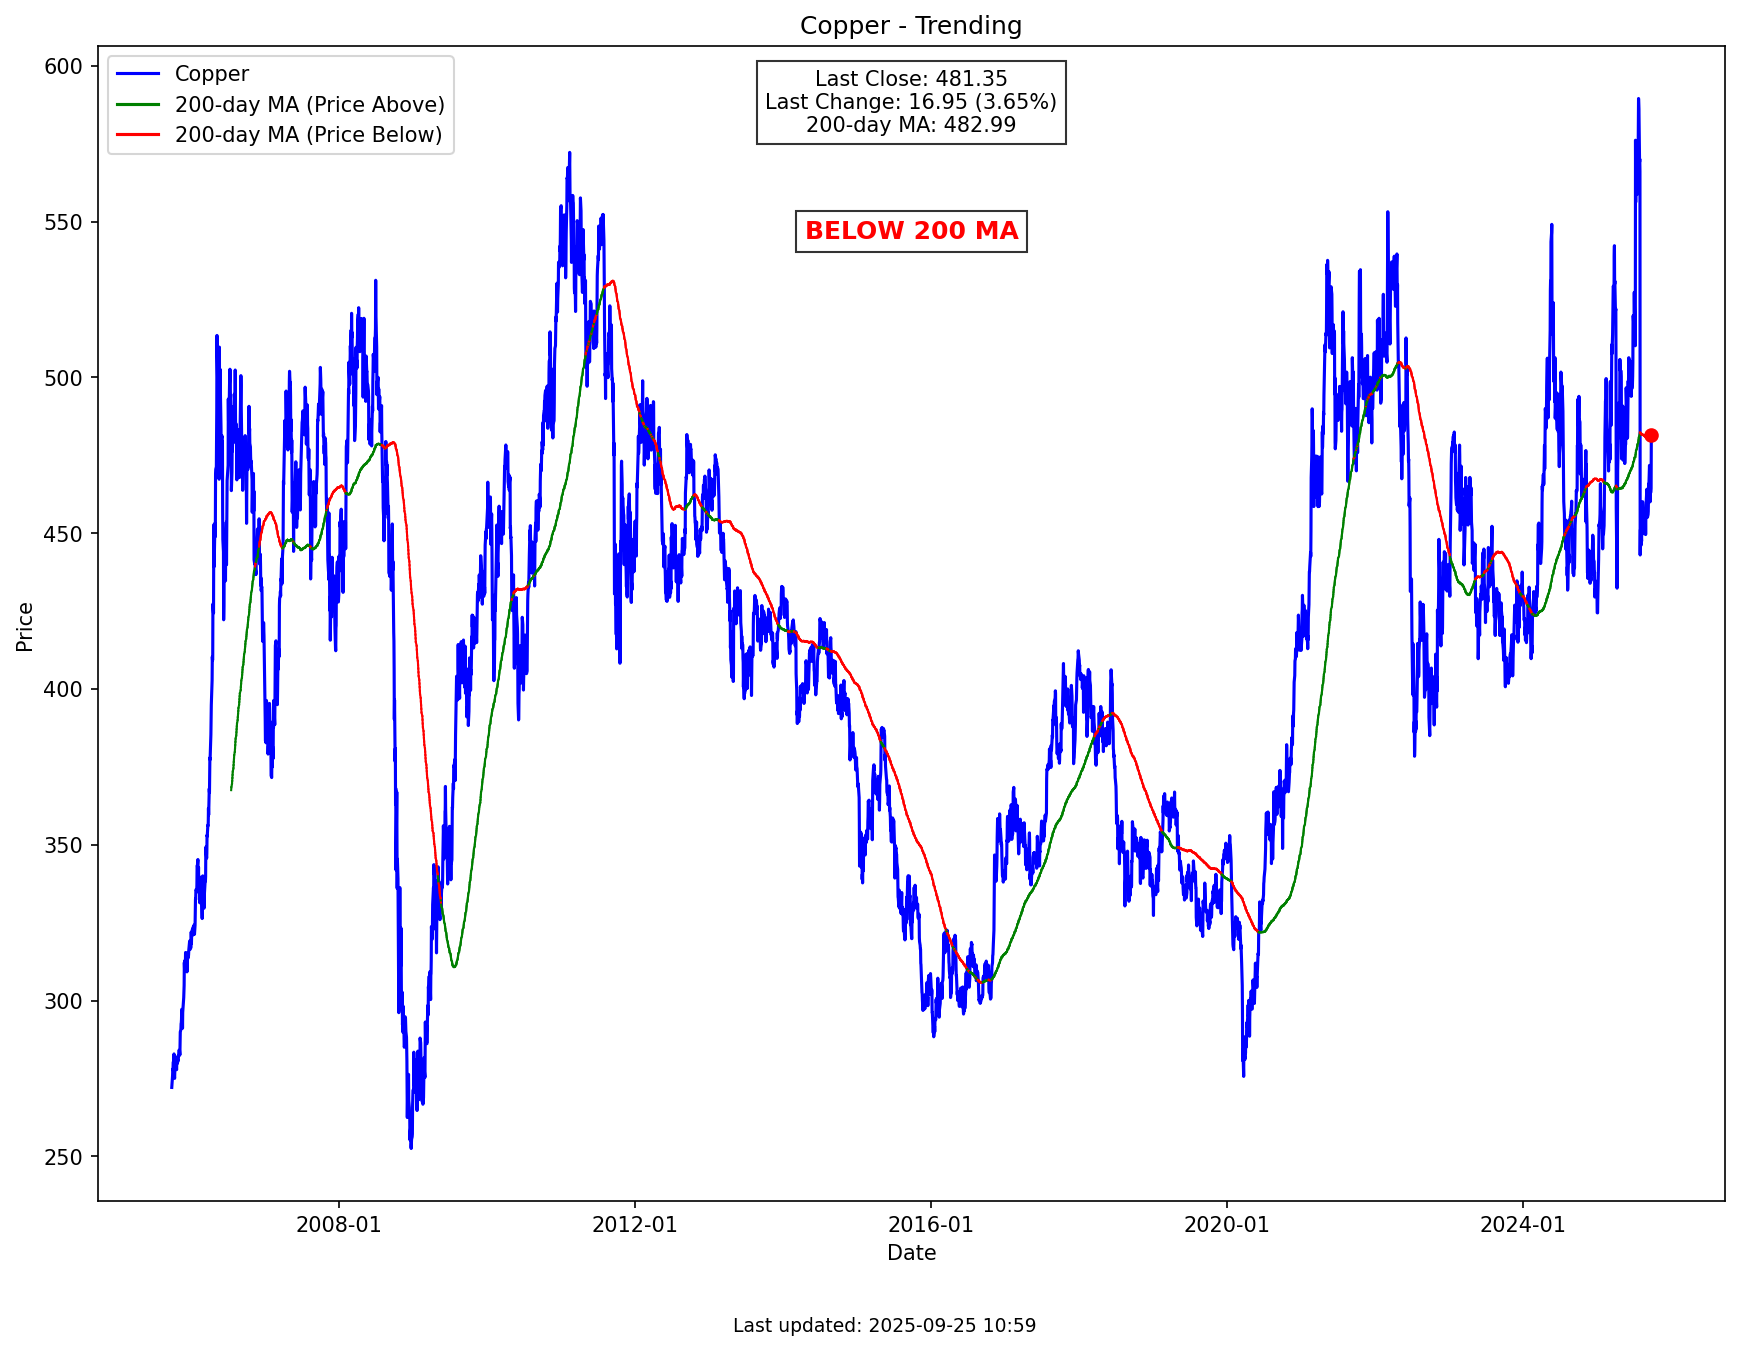 Copper - Trending
Copper
200-day MA (Price Above)
200-day MA (Price Below)
Last Close: 481.35
Last Change: 16.95 (3.65%)
200-day MA: 482.99
BELOW 200 MA
Price
600
550
500
450
400
350
300
250
2008-01
2012-01
2016-01
2020-01
2024-01
Date
Last updated: 2025-09-25 10:59